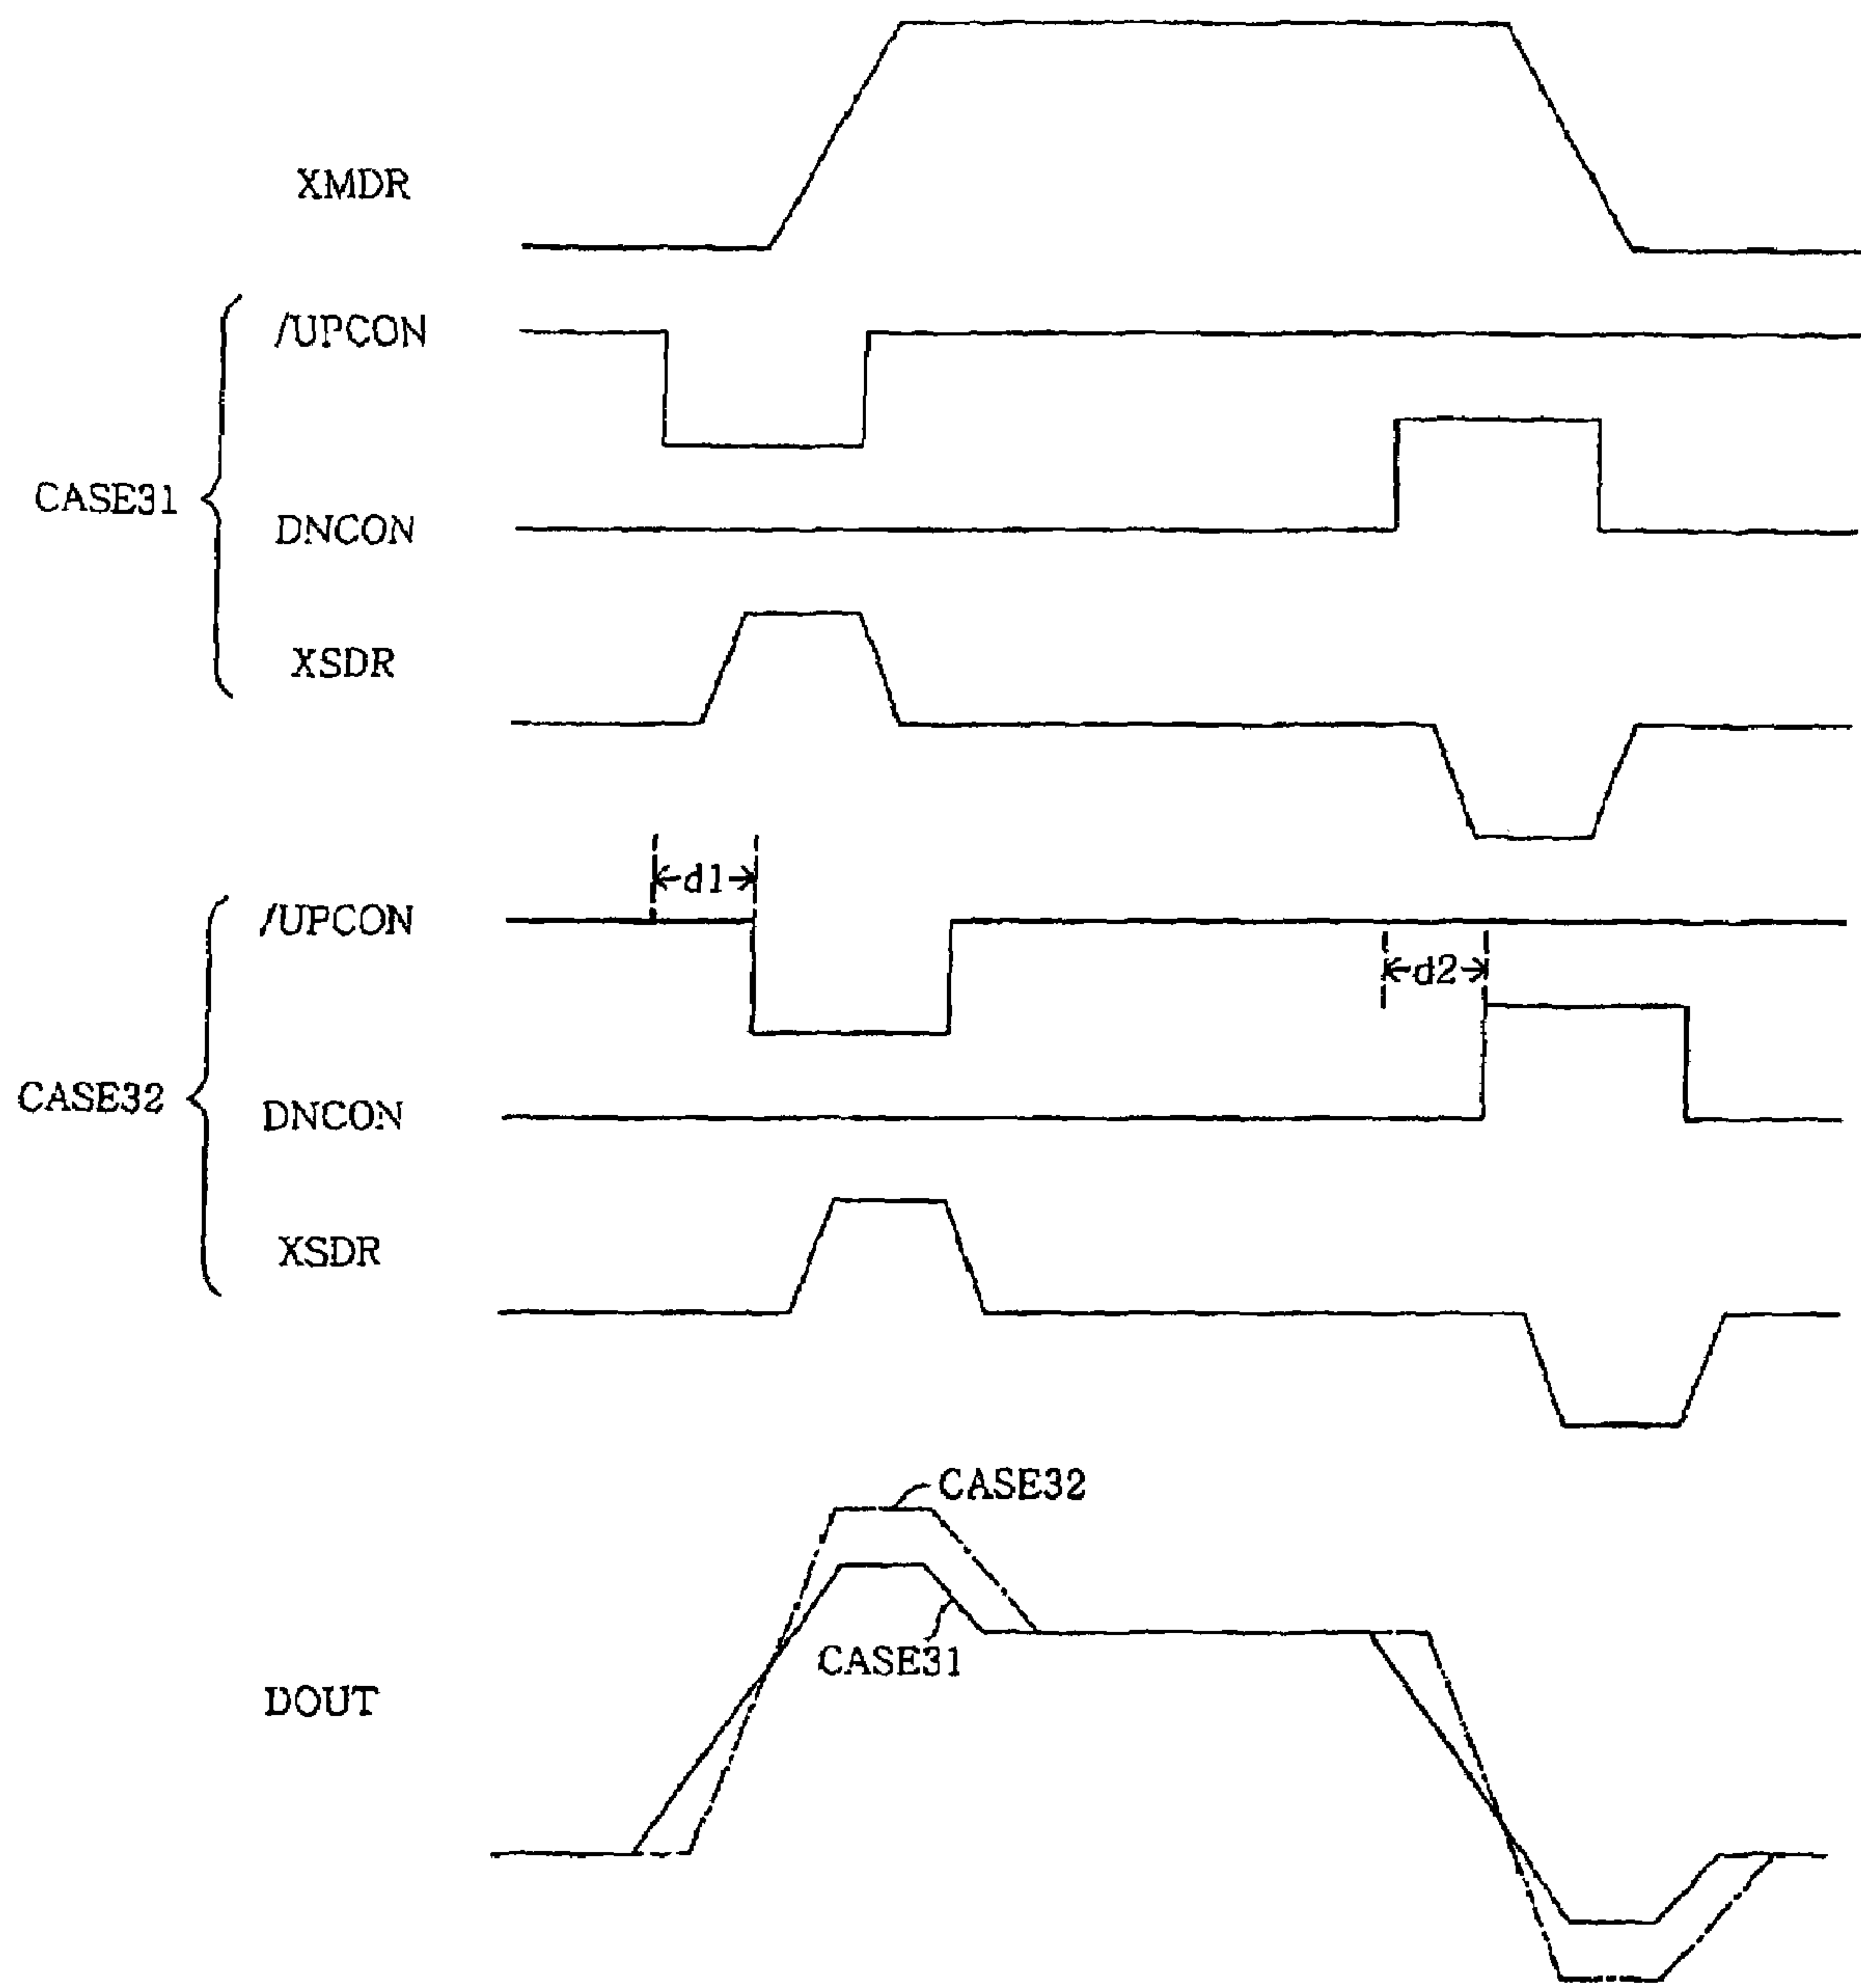 XMDR
/UPCON
CASE31
DNCON
XSDR
d1
/UPCON
d2
CASE32
DNCON
XSDR
CASE32
CASE31
DOUT